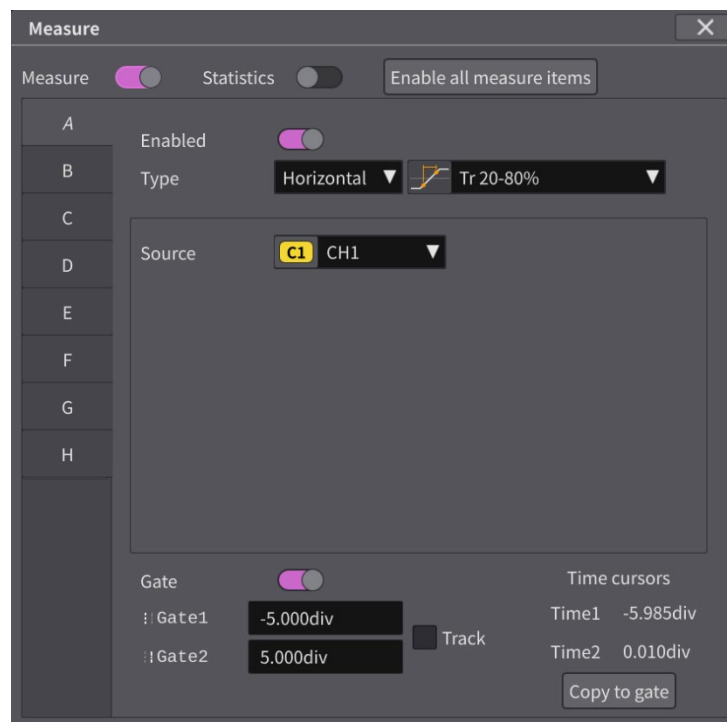 Measure
Measure Statistics Enable all measure items
A
Enabled
B
Type Horizontal Tr 20-80%
C
Source C1 CH1
D
E
F
G
H
Gate Time cursors
Gate1 -5.000div Time1 -5.985div
Track
Gate2 5.000div Time2 0.010div
Copy to gate